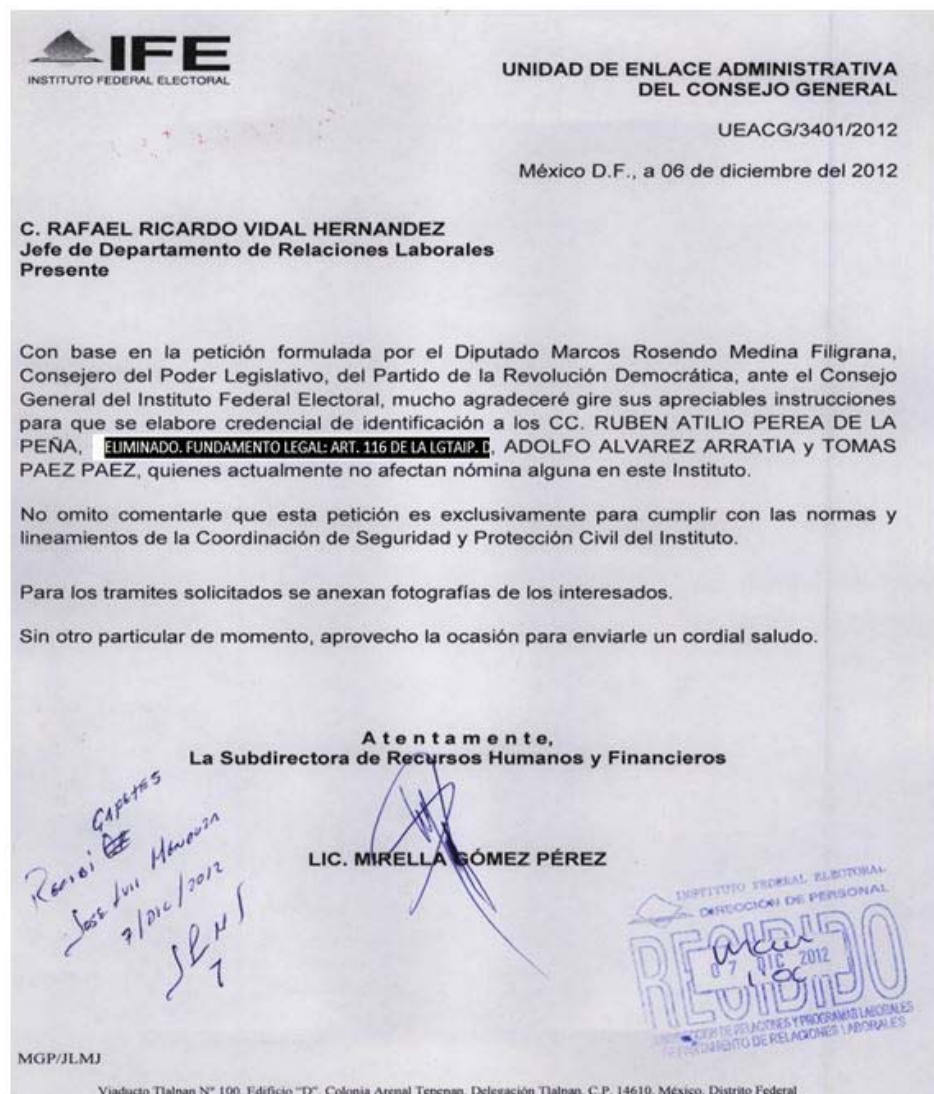 IFE
INSTITUTO FEDERAL ELECTORAL
UNIDAD DE ENLACE ADMINISTRATIVA
DEL CONSEJO GENERAL
UEACG/3401/2012
México D.F., a 06 de diciembre del 2012
C. RAFAEL RICARDO VIDAL HERNANDEZ
Jefe de Departamento de Relaciones Laborales
Presente
Con base en la petición formulada por el Diputado Marcos Rosendo Medina Filigrana,
Consejero del Poder Legislativo, del Partido de la Revolución Democrática, ante el Consejo
General del Instituto Federal Electoral, mucho agradeceré gire sus apreciables instrucciones
para que se elabore credencial de identificación a los CC. RUBEN ATILIO PEREA DE LA
PEÑA, ELIMINADO. FUNDAMENTO LEGAL: ART. 116 DE LA LGTAIP. D, ADOLFO ALVAREZ ARRATIA y TOMAS
PAEZ PAEZ, quienes actualmente no afectan nómina alguna en este Instituto.
No omito comentarle que esta petición es exclusivamente para cumplir con las normas y
lineamientos de la Coordinación de Seguridad y Protección Civil del Instituto.
Para los tramites solicitados se anexan fotografías de los interesados.
Sin otro particular de momento, aprovecho la ocasión para enviarle un cordial saludo.
Atentamente,
La Subdirectora de Recursos Humanos y Financieros
LIC. MIRELLA GÓMEZ PÉREZ
Gafetes
Recibi
Jose Luis Mendoza
7/Dic/2012
INSTITUTO FEDERAL ELECTORAL
DIRECCIÓN DE PERSONAL
RECIBIDO
07 DIC 2012
DE RELACIONES Y PROGRAMAS LABORALES
DEPARTAMENTO DE RELACIONES LABORALES
MGP/JLMJ
Viaducto Tlalpan N° 100, Edificio "D", Colonia Arenal Tepepan, Delegación Tlalpan, C.P. 14610, México, Distrito Federal